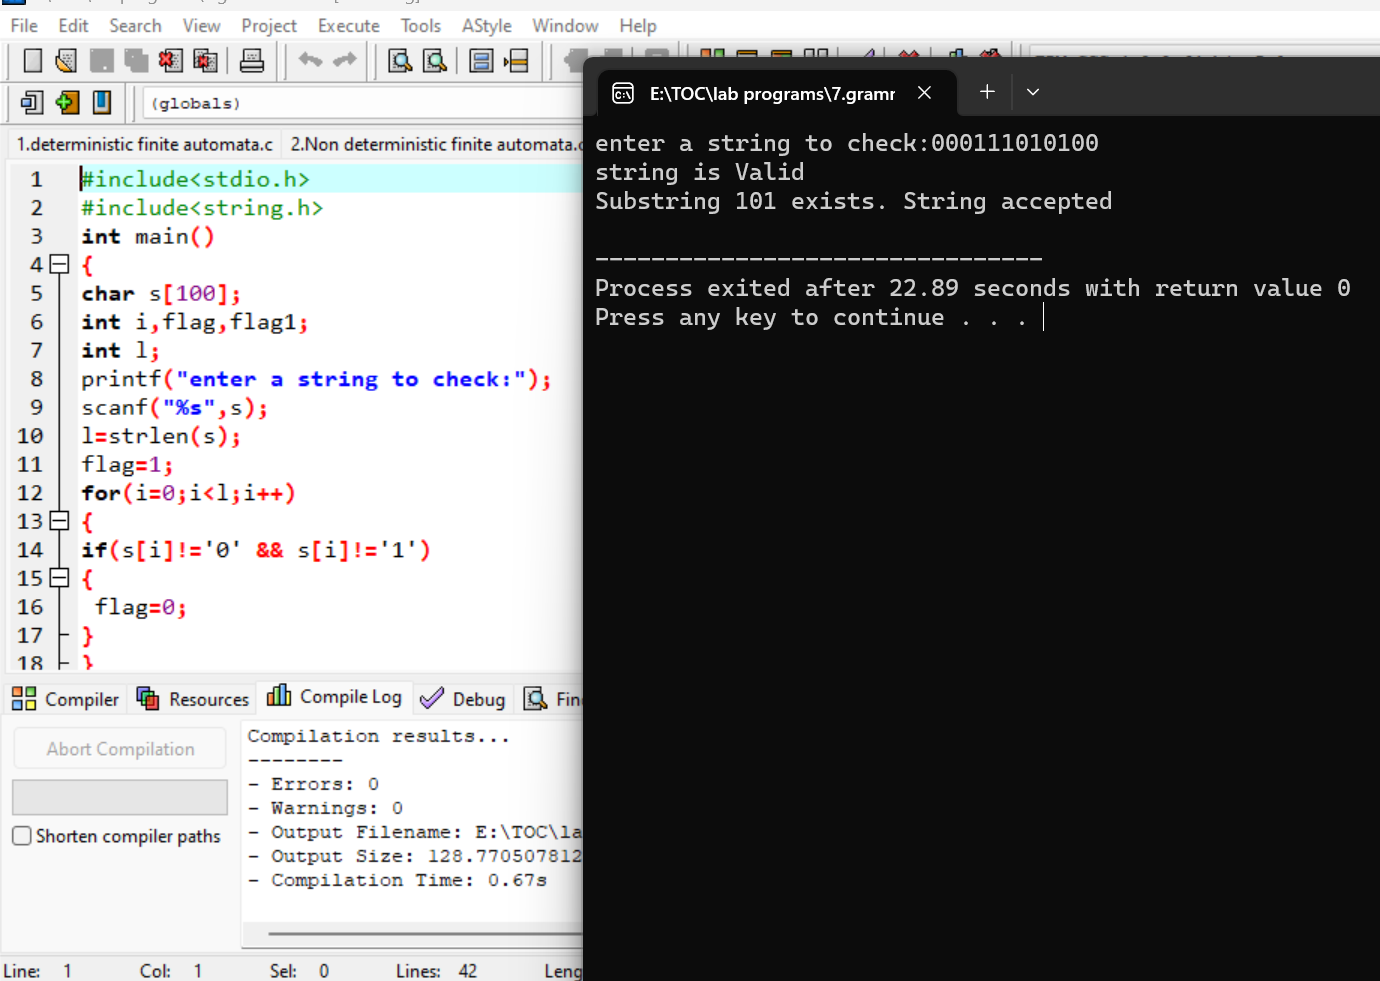 File Edit Search View Project Execute Tools AStyle Window Help
(globals)
1.deterministic finite automata.c 2.Non deterministic finite automata.
1 #include<stdio.h>
2 #include<string.h>
3 int main()
4 {
5 char s[100];
6 int i,flag,flag1;
7 int l;
8 printf("enter a string to check:");
9 scanf("%s",s);
10 l=strlen(s);
11 flag=1;
12 for(i=0;i<l;i++)
13 {
14 if(s[i]!='0' && s[i]!='1')
15 {
16 flag=0;
17 }
18 }
Compiler Resources Compile Log Debug Fin
Abort Compilation
Shorten compiler paths
Compilation results...
--------
- Errors: 0
- Warnings: 0
- Output Filename: E:\TOC\la
- Output Size: 128.770507812
- Compilation Time: 0.67s
Line: 1 Col: 1 Sel: 0 Lines: 42 Leng
E:\TOC\lab programs\7.gramr
enter a string to check:000111010100
string is Valid
Substring 101 exists. String accepted
--------------------------------
Process exited after 22.89 seconds with return value 0
Press any key to continue . . .